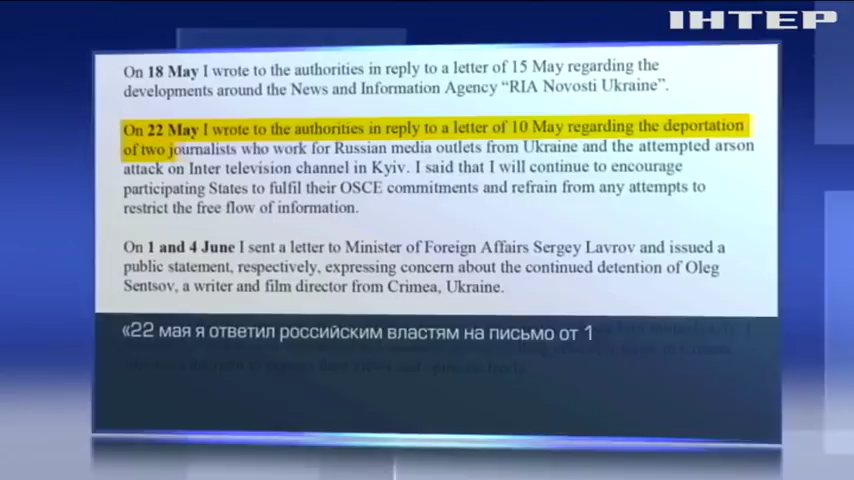 ІНТЕР
On 18 May I wrote to the authorities in reply to a letter of 15 May regarding the
developments around the News and Information Agency “RIA Novosti Ukraine”.
On 22 May I wrote to the authorities in reply to a letter of 10 May regarding the deportation
of two journalists who work for Russian media outlets from Ukraine and the attempted arson
attack on Inter television channel in Kyiv. I said that I will continue to encourage
participating States to fulfil their OSCE commitments and refrain from any attempts to
restrict the free flow of information.
On 1 and 4 June I sent a letter to Minister of Foreign Affairs Sergey Lavrov and issued a
public statement, respectively, expressing concern about the continued detention of Oleg
Sentsov, a writer and film director from Crimea, Ukraine.
«22 мая я ответил российским властям на письмо от 1